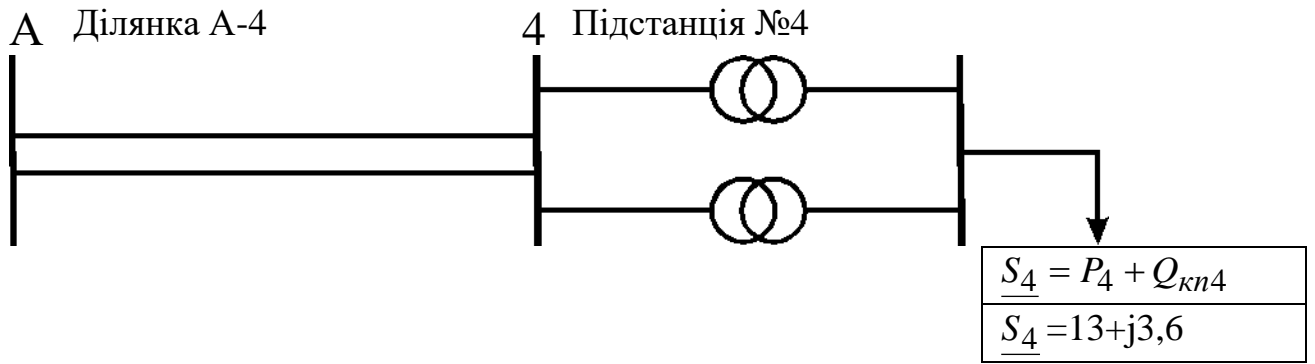 А Ділянка А-4 4 Підстанція №4
S4 = P4 + Qкп4
S4 =13+j3,6